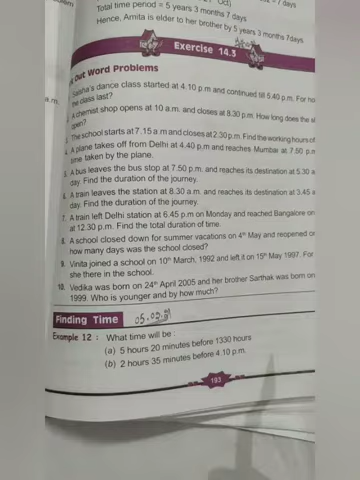 Total time period = 5 years 3 months 7 days
Hence, Amita is elder to her brother by 5 years 3 months 7days.
Exercise 14.3
Out Word Problems
a.m.
dance class started at 4.10 p.m and continued till 5.40 p.m. For ho
the class last?
A chemist shop opens at 10 a.m. and closes at 8.30 p.m. How long does the s
open?
3. The school starts at 7.15 a.m and closes at 2.30 p.m. Find the working hours of
4. A plane takes off from Delhi at 4.40 p.m and reaches Mumbai at 7.50 p.m
time taken by the plane.
5. A bus leaves the bus stop at 7.50 p.m. and reaches its destination at 5.30 a
day. Find the duration of the journey.
6. A train leaves the station at 8.30 a.m. and reaches its destination at 3.45 a
day. Find the duration of the journey.
7. A train left Delhi station at 6.45 p.m on Monday and reached Bangalore on
at 12.30 p.m. Find the total duration of time.
8. A school closed down for summer vacations on 4th May and reopened or
how many days was the school closed?
9. Vinita joined a school on 10th March, 1992 and left it on 15th May 1997. For
she there in the school.
10. Vedika was born on 24th April 2005 and her brother Sarthak was born on
1999. Who is younger and by how much?
Finding Time
Example 12 : What time will be :
(a) 5 hours 20 minutes before 1330 hours
(b) 2 hours 35 minutes before 4.10 p.m.
193